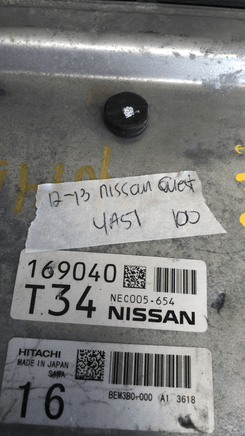 12-13 NISSAN QUEST
4A51 100
169040
T34 NEC005-654
NISSAN
HITACHI
MADE IN JAPAN
SAWA
16
BEM3B0-000 A1 3618